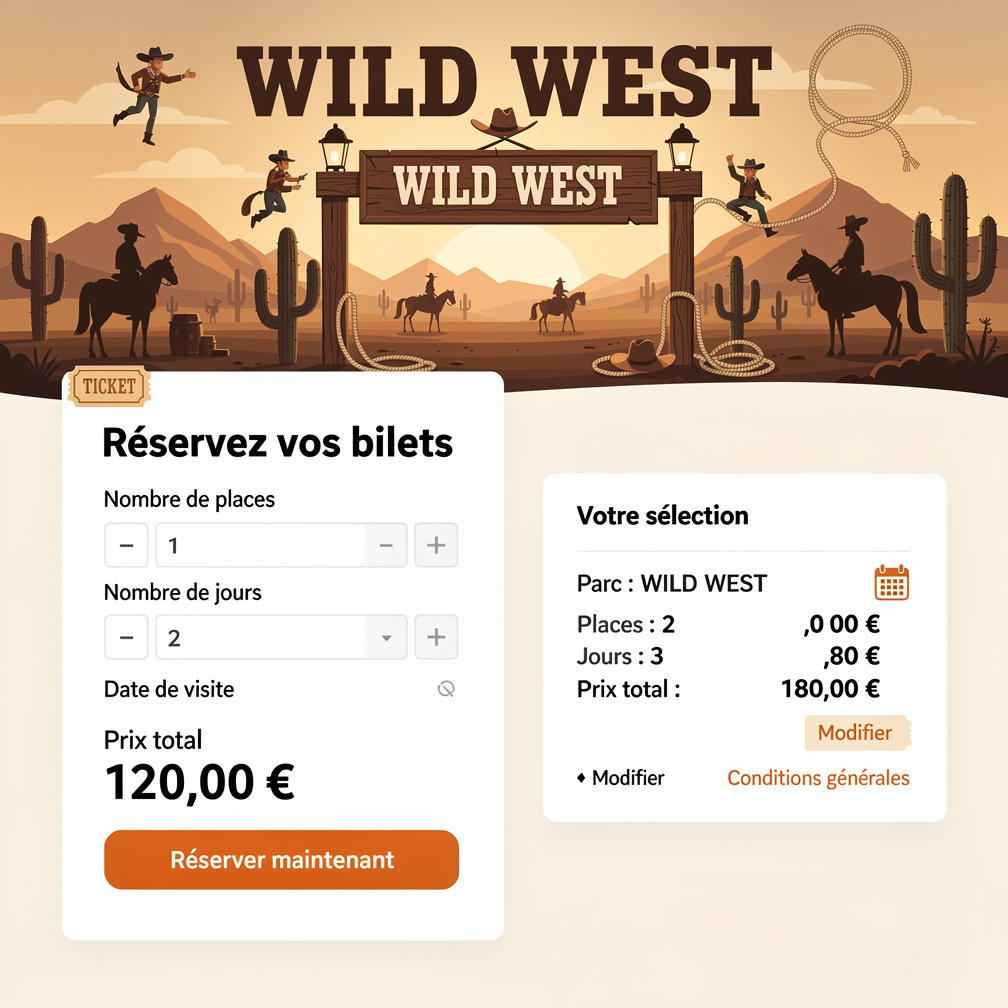 WILD WEST
WILD WEST
TICKET
Réservez vos bilets
Nombre de places
− 1 − +
Nombre de jours
− 2 +
Date de visite
Prix total
120,00 €
Réserver maintenant
Votre sélection
Parc : WILD WEST
Places : 2 ,0 00 €
Jours : 3 ,80 €
Prix total : 180,00 €
Modifier
♦ Modifier Conditions générales